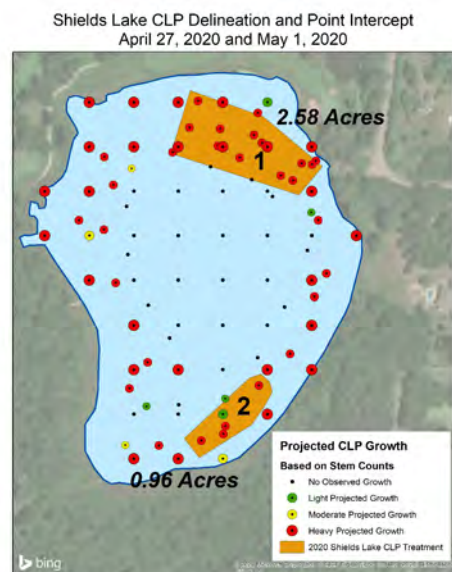 Shields Lake CLP Delineation and Point Intercept
April 27, 2020 and May 1, 2020
2.58 Acres
1
2
0.96 Acres
Projected CLP Growth
Based on Stem Counts
No Observed Growth
Light Projected Growth
Moderate Projected Growth
Heavy Projected Growth
2020 Shields Lake CLP Treatment
bing